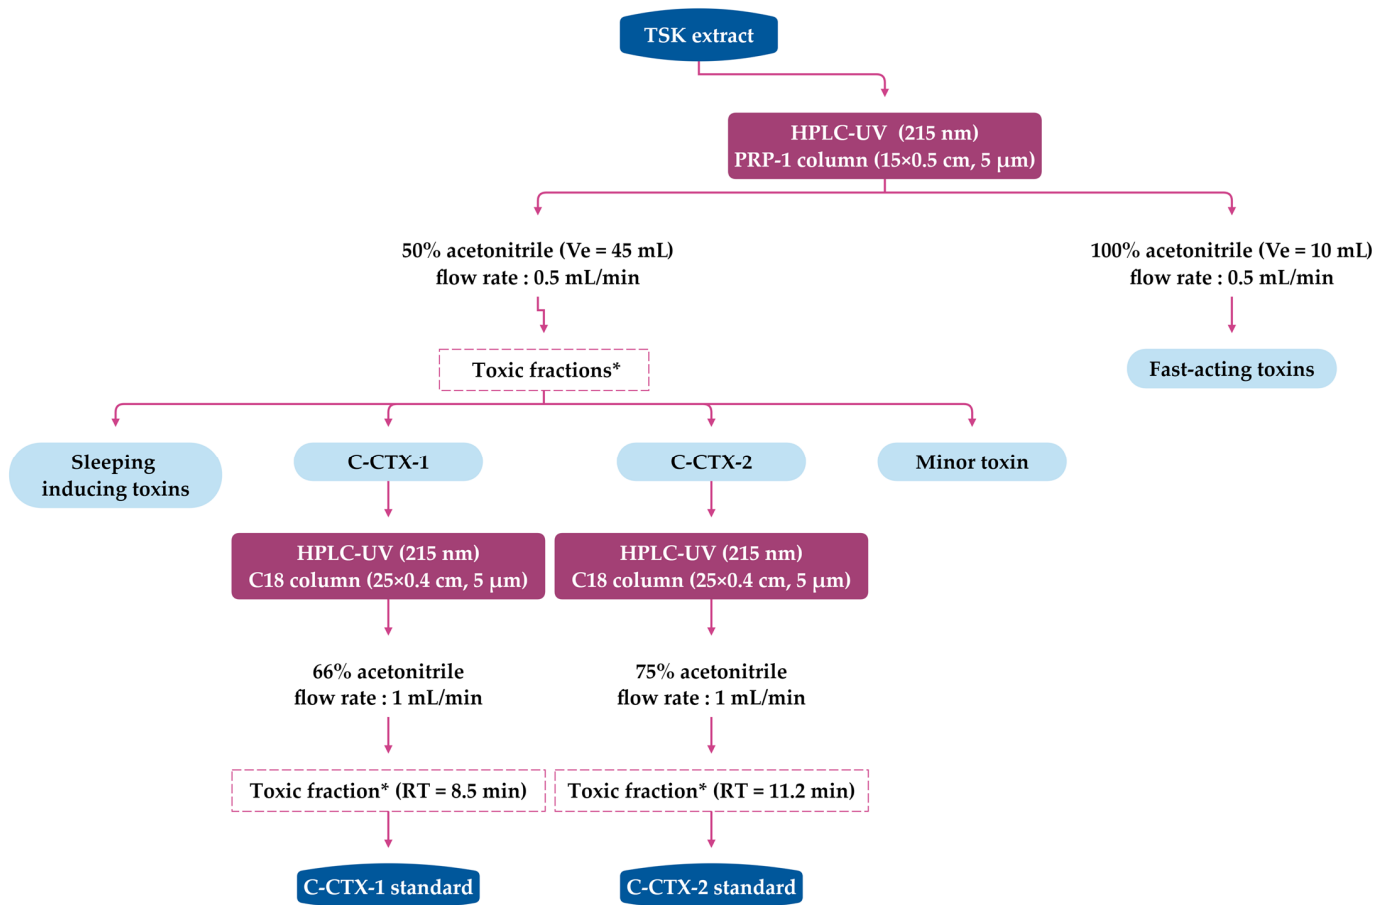 TSK extract
HPLC-UV (215 nm)
PRP-1 column (15×0.5 cm, 5 µm)
50% acetonitrile (Ve = 45 mL)
flow rate : 0.5 mL/min
100% acetonitrile (Ve = 10 mL)
flow rate : 0.5 mL/min
Toxic fractions*
Fast-acting toxins
Sleeping
inducing toxins
C-CTX-1
C-CTX-2
Minor toxin
HPLC-UV (215 nm)
C18 column (25×0.4 cm, 5 µm)
HPLC-UV (215 nm)
C18 column (25×0.4 cm, 5 µm)
66% acetonitrile
flow rate : 1 mL/min
75% acetonitrile
flow rate : 1 mL/min
Toxic fraction* (RT = 8.5 min)
Toxic fraction* (RT = 11.2 min)
C-CTX-1 standard
C-CTX-2 standard